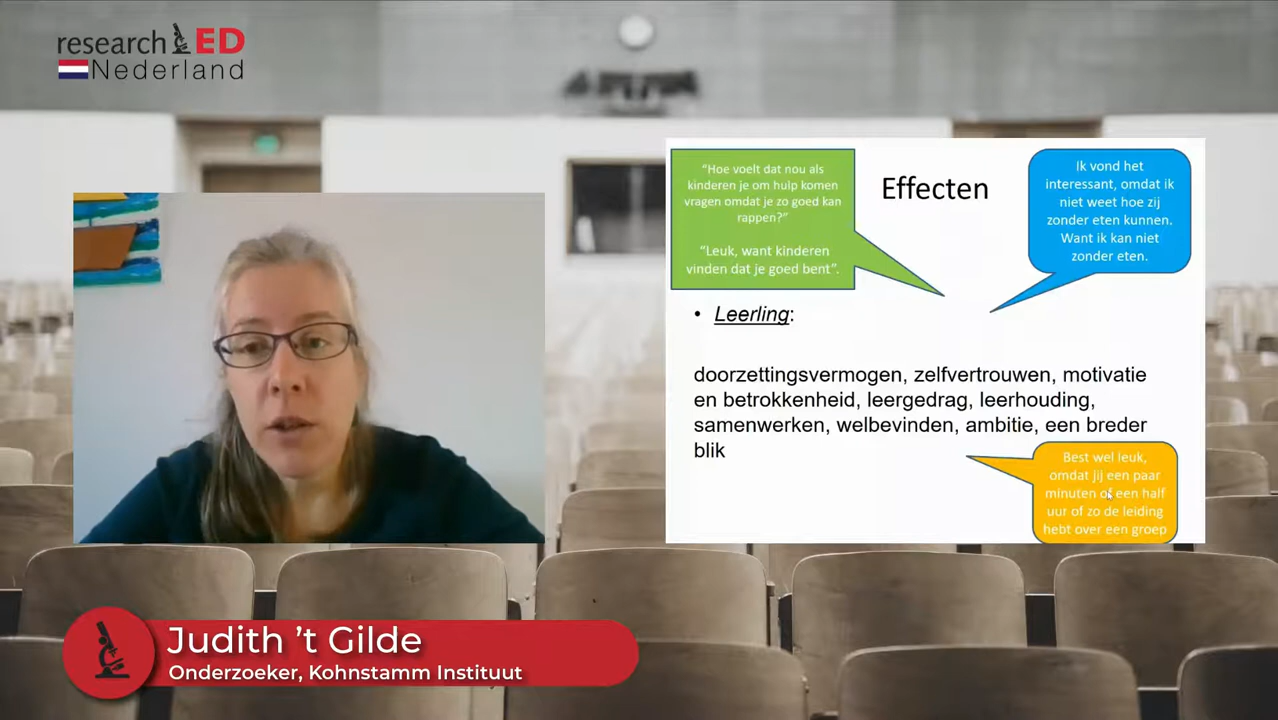 research ED
Nederland
"Hoe voelt dat nou als
kinderen je om hulp komen
vragen omdat je zo goed kan
rappen?"
"Leuk, want kinderen
vinden dat je goed bent".
Effecten
Ik vond het
interessant, omdat ik
niet weet hoe zij
zonder eten kunnen.
Want ik kan niet
zonder eten.
• Leerling:
doorzettingsvermogen, zelfvertrouwen, motivatie
en betrokkenheid, leergedrag, leerhouding,
samenwerken, welbevinden, ambitie, een breder
blik
Best wel leuk,
omdat jij een paar
minuten of een half
uur of zo de leiding
hebt over een groep
Judith 't Gilde
Onderzoeker, Kohnstamm Instituut